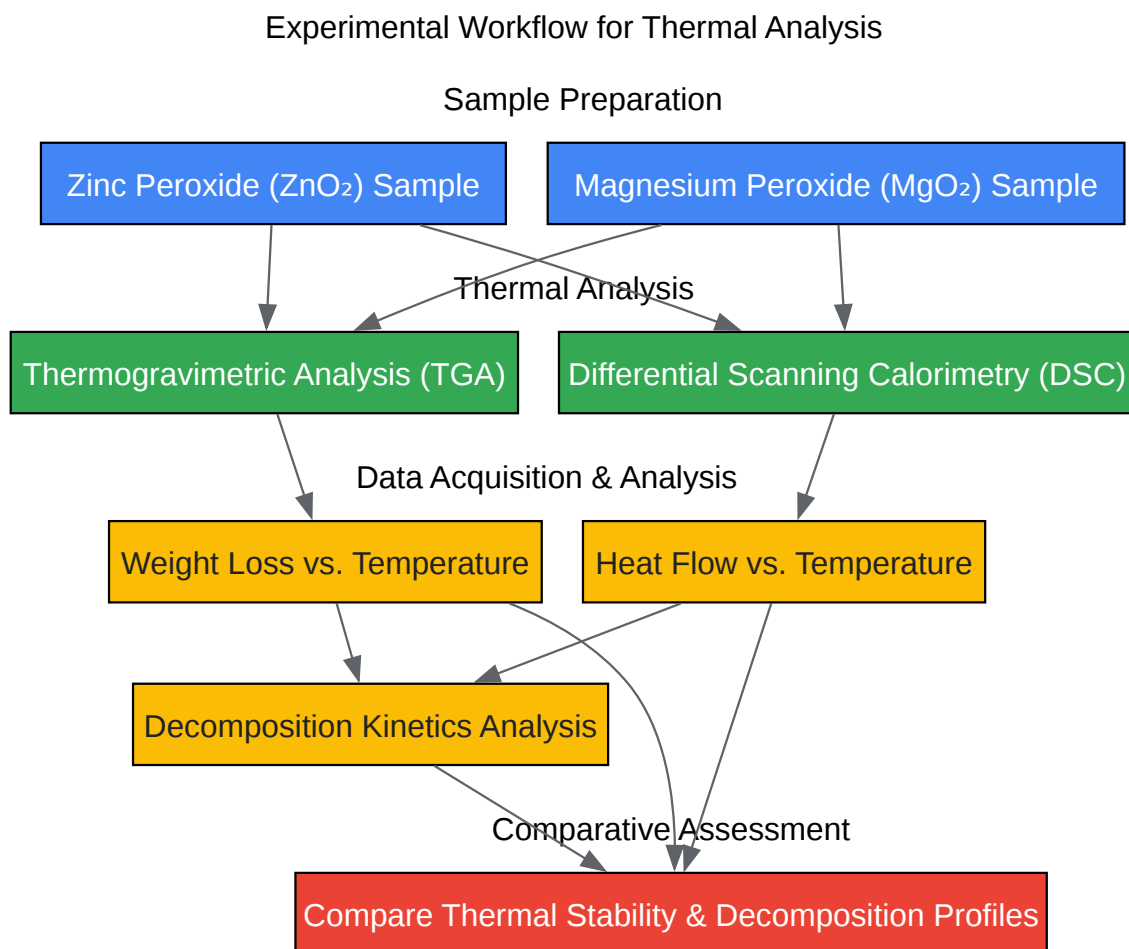 Experimental Workflow for Thermal Analysis
Sample Preparation
Zinc Peroxide (ZnO₂) Sample
Magnesium Peroxide (MgO₂) Sample
Thermal Analysis
Thermogravimetric Analysis (TGA)
Differential Scanning Calorimetry (DSC)
Data Acquisition & Analysis
Weight Loss vs. Temperature
Heat Flow vs. Temperature
Decomposition Kinetics Analysis
Comparative Assessment
Compare Thermal Stability & Decomposition Profiles